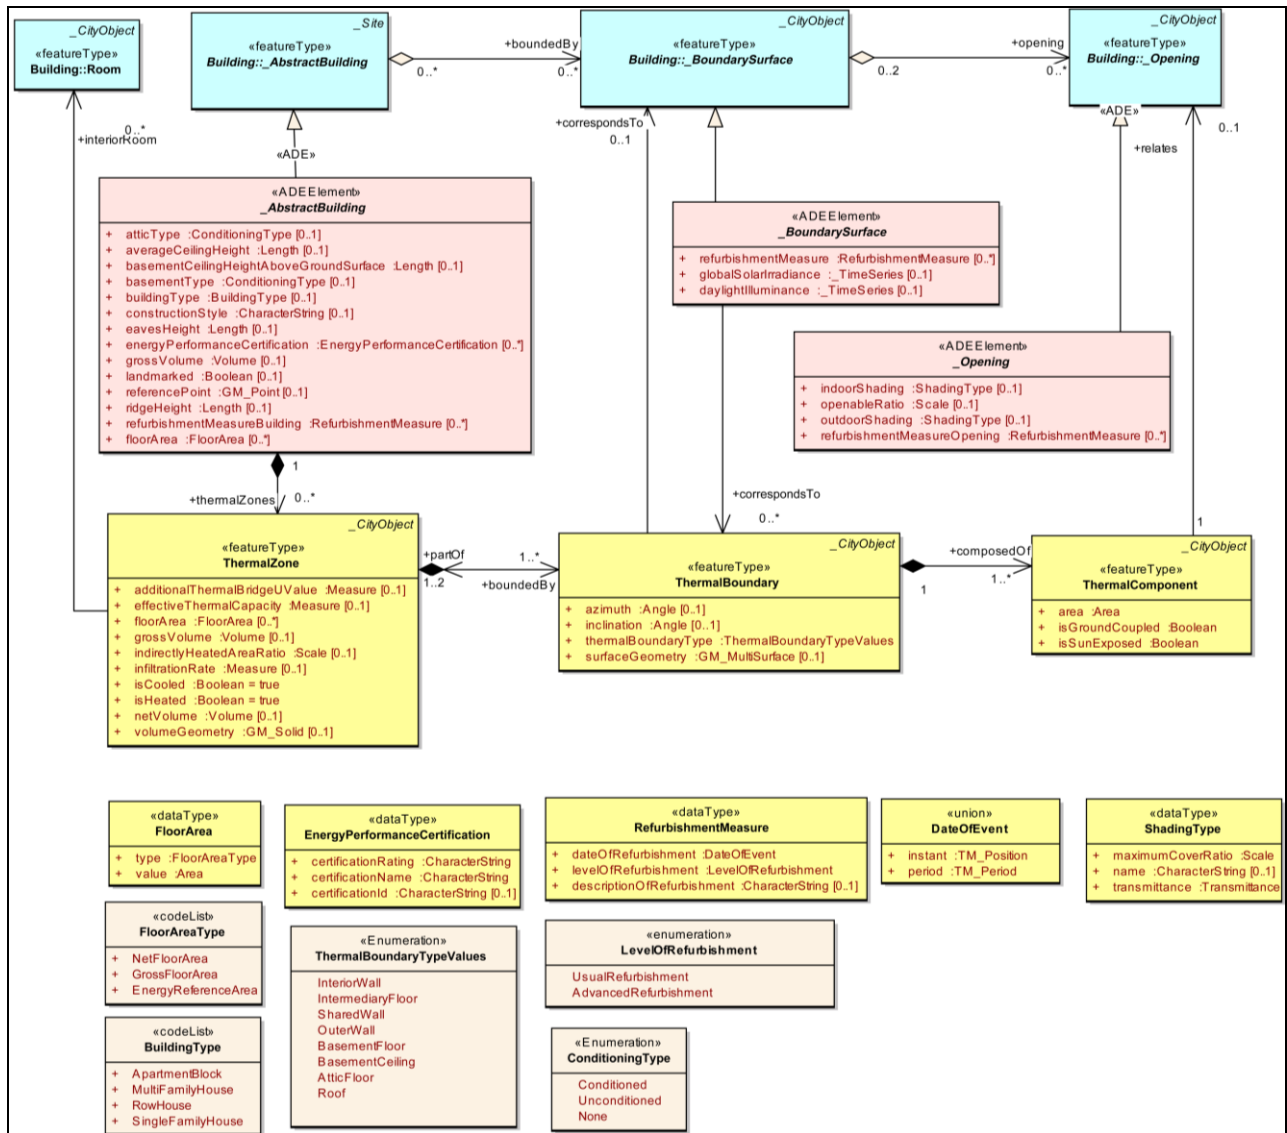 _CityObject
«featureType»
Building::Room
_Site
«featureType»
Building::_AbstractBuilding
+boundedBy
0..*
0..*
_CityObject
«featureType»
Building::_BoundarySurface
+opening
0..2
0..*
_CityObject
«featureType»
Building::_Opening
0..*
+interiorRoom
«ADE»
+correspondsTo
0..1
«ADE»
+relates
0..1
«ADEElement»
_AbstractBuilding
+ atticType :ConditioningType [0..1]
+ averageCeilingHeight :Length [0..1]
+ basementCeilingHeightAboveGroundSurface :Length [0..1]
+ basementType :ConditioningType [0..1]
+ buildingType :BuildingType [0..1]
+ constructionStyle :CharacterString [0..1]
+ eavesHeight :Length [0..1]
+ energyPerformanceCertification :EnergyPerformanceCertification [0..*]
+ grossVolume :Volume [0..1]
+ landmarked :Boolean [0..1]
+ referencePoint :GM_Point [0..1]
+ ridgeHeight :Length [0..1]
+ refurbishmentMeasureBuilding :RefurbishmentMeasure [0..*]
+ floorArea :FloorArea [0..*]
«ADEElement»
_BoundarySurface
+ refurbishmentMeasure :RefurbishmentMeasure [0..*]
+ globalSolarIrradiance :_TimeSeries [0..1]
+ daylightIlluminance :_TimeSeries [0..1]
«ADEElement»
_Opening
+ indoorShading :ShadingType [0..1]
+ openableRatio :Scale [0..1]
+ outdoorShading :ShadingType [0..1]
+ refurbishmentMeasureOpening :RefurbishmentMeasure [0..*]
1
+thermalZones
0..*
+correspondsTo
0..*
1
_CityObject
«featureType»
ThermalZone
+ additionalThermalBridgeUValue :Measure [0..1]
+ effectiveThermalCapacity :Measure [0..1]
+ floorArea :FloorArea [0..*]
+ grossVolume :Volume [0..1]
+ indirectlyHeatedAreaRatio :Scale [0..1]
+ infiltrationRate :Measure [0..1]
+ isCooled :Boolean = true
+ isHeated :Boolean = true
+ netVolume :Volume [0..1]
+ volumeGeometry :GM_Solid [0..1]
+partOf
1..*
1..2
+boundedBy
_CityObject
«featureType»
ThermalBoundary
+ azimuth :Angle [0..1]
+ inclination :Angle [0..1]
+ thermalBoundaryType :ThermalBoundaryTypeValues
+ surfaceGeometry :GM_MultiSurface [0..1]
+composedOf
1
1..*
_CityObject
«featureType»
ThermalComponent
+ area :Area
+ isGroundCoupled :Boolean
+ isSunExposed :Boolean
«dataType»
FloorArea
+ type :FloorAreaType
+ value :Area
«dataType»
EnergyPerformanceCertification
+ certificationRating :CharacterString
+ certificationName :CharacterString
+ certificationId :CharacterString [0..1]
«dataType»
RefurbishmentMeasure
+ dateOfRefurbishment :DateOfEvent
+ levelOfRefurbishment :LevelOfRefurbishment
+ descriptionOfRefurbishment :CharacterString [0..1]
«union»
DateOfEvent
+ instant :TM_Position
+ period :TM_Period
«dataType»
ShadingType
+ maximumCoverRatio :Scale
+ name :CharacterString [0..1]
+ transmittance :Transmittance
«codeList»
FloorAreaType
+ NetFloorArea
+ GrossFloorArea
+ EnergyReferenceArea
«Enumeration»
ThermalBoundaryTypeValues
InteriorWall
IntermediaryFloor
SharedWall
OuterWall
BasementFloor
BasementCeiling
AtticFloor
Roof
«enumeration»
LevelOfRefurbishment
UsualRefurbishment
AdvancedRefurbishment
«codeList»
BuildingType
+ ApartmentBlock
+ MultiFamilyHouse
+ RowHouse
+ SingleFamilyHouse
«Enumeration»
ConditioningType
Conditioned
Unconditioned
None